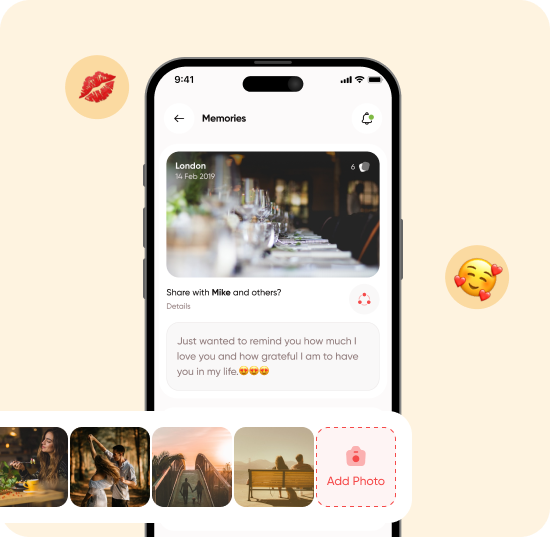 9:41
Memories
London
14 Feb 2019
6
Share with Mike and others?
Details
Just wanted to remind you how much I
love you and how grateful I am to have
you in my life.😍😍😍
Add Photo